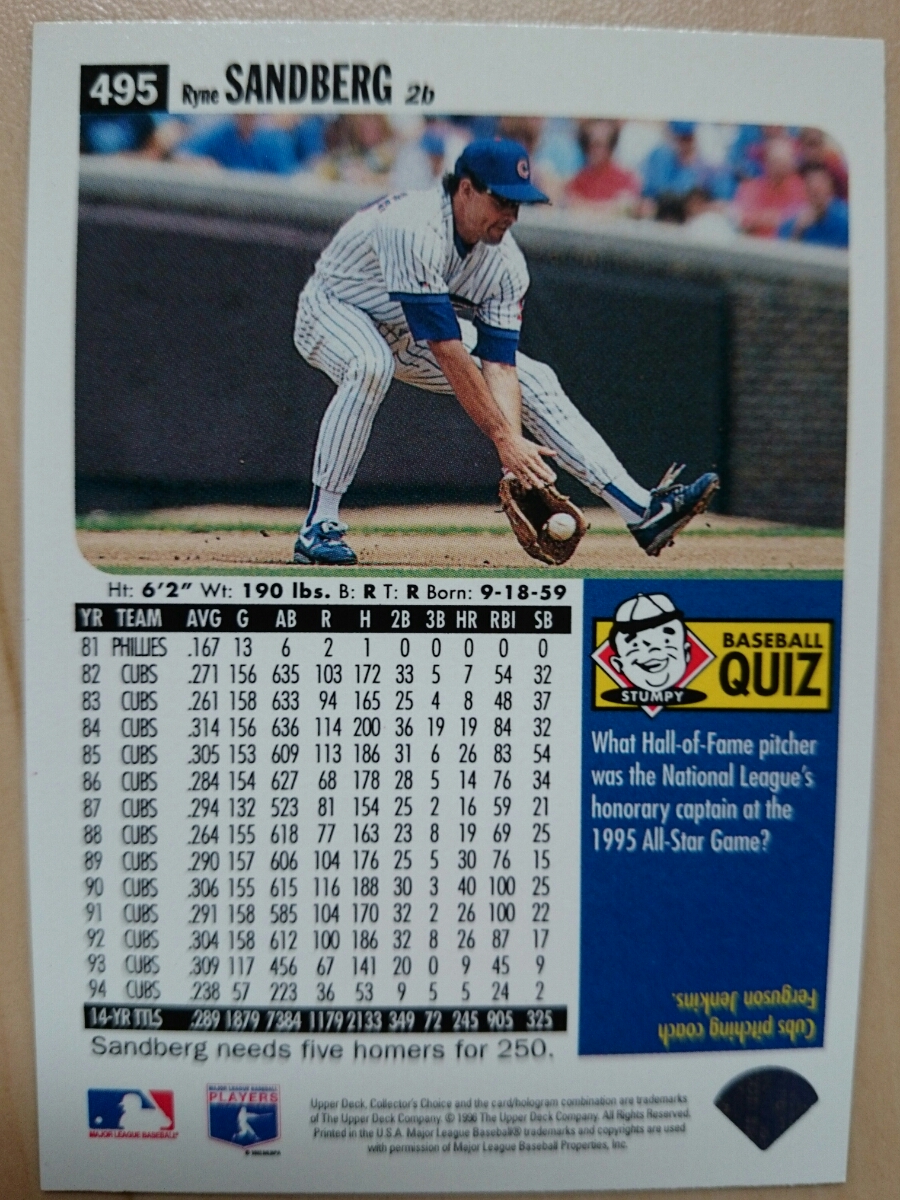 495 Ryne SANDBERG 2b
Ht: 6'2" Wt: 190 lbs. B: R T: R Born: 9-18-59
YR TEAM AVG G AB R H 2B 3B HR RBI SB
81 PHILLIES .167 13 6 2 1 0 0 0 0 0
82 CUBS .271 156 635 103 172 33 5 7 54 32
83 CUBS .261 158 633 94 165 25 4 8 48 37
84 CUBS .314 156 636 114 200 36 19 19 84 32
85 CUBS .305 153 609 113 186 31 6 26 83 54
86 CUBS .284 154 627 68 178 28 5 14 76 34
87 CUBS .294 132 523 81 154 25 2 16 59 21
88 CUBS .264 155 618 77 163 23 8 19 69 25
89 CUBS .290 157 606 104 176 25 5 30 76 15
90 CUBS .306 155 615 116 188 30 3 40 100 25
91 CUBS .291 158 585 104 170 32 2 26 100 22
92 CUBS .304 158 612 100 186 32 8 26 87 17
93 CUBS .309 117 456 67 141 20 0 9 45 9
94 CUBS .238 57 223 36 53 9 5 5 24 2
14-YR TTLS .289 1879 7384 1179 2133 349 72 245 905 325
Sandberg needs five homers for 250.
STUMPY
BASEBALL
QUIZ
What Hall-of-Fame pitcher
was the National League's
honorary captain at the
1995 All-Star Game?
Cubs pitching coach
Ferguson Jenkins.
MAJOR LEAGUE BASEBALL
MAJOR LEAGUE BASEBALL
PLAYERS
Upper Deck, Collector's Choice and the card/hologram combination are trademarks
of The Upper Deck Company. © 1996 The Upper Deck Company. All Rights Reserved.
Printed in the U.S.A. Major League Baseball® trademarks and copyrights are used
with permission of Major League Baseball Properties, Inc.